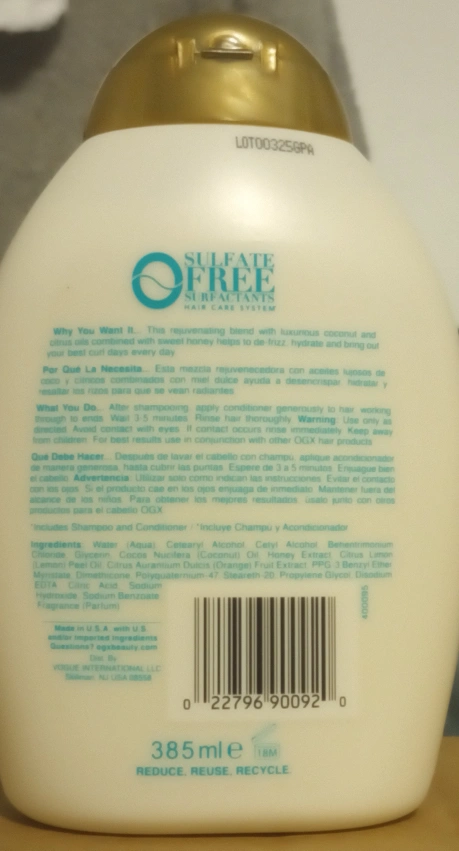 LOT00325GPA
SULFATE
FREE
SURFACTANTS
HAIR CARE SYSTEM
Why You Want It... This rejuvenating blend with luxurious coconut and
citrus oils combined with sweet honey helps to de-frizz, hydrate and bring out
your best curl days every day
Por Qué La Necesita... Esta mezcla rejuvenecedora con aceites lujosos de
coco y cítricos combinados con miel dulce ayuda a desencrespar hidratar y
resaltar los rizos para que se vean radiantes
What You Do... After shampooing, apply conditioner generously to hair working
through to ends. Wait 3-5 minutes. Rinse hair thoroughly. Warning: Use only as
directed. Avoid contact with eyes. If contact occurs rinse immediately. Keep away
from children. For best results use in conjunction with other OGX hair products
Qué Debe Hacer... Después de lavar el cabello con champú, aplique acondicionador
de manera generosa, hasta cubrir las puntas. Espere de 3 a 5 minutos. Enjuague bien
el cabello. Advertencia: Utilizar solo como indican las instrucciones. Evitar el contacto
con los ojos. Si el producto cae en los ojos enjuague de inmediato. Mantener fuera del
alcance de los niños. Para obtener los mejores resultados, úsalo junto con otros
productos para el cabello OGX
*Includes Shampoo and Conditioner / *Incluye Champú y Acondicionador
Ingredients: Water (Aqua), Cetearyl Alcohol, Cetyl Alcohol, Behentrimonium
Chloride, Glycerin, Cocos Nucifera (Coconut) Oil, Honey Extract, Citrus Limon
(Lemon) Peel Oil, Citrus Aurantium Dulcis (Orange) Fruit Extract, PPG-3 Benzyl Ether
Myristate, Dimethicone, Polyquaternium-47, Steareth-20, Propylene Glycol, Disodium
EDTA, Citric Acid, Sodium
Hydroxide, Sodium Benzoate,
Fragrance (Parfum)
400095
Made in U.S.A. with U.S.
and/or imported ingredients
Questions? ogxbeauty.com
Dist. By
VOGUE INTERNATIONAL LLC
Skillman, NJ USA 08558
0 22796 90092 0
385 ml e 18M
REDUCE. REUSE. RECYCLE.